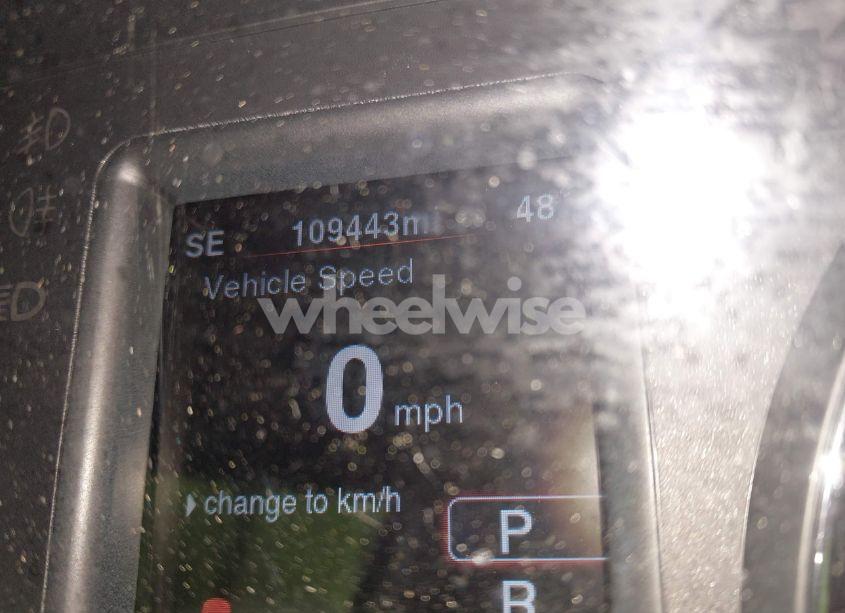 SE 109443mi 48
Vehicle Speed
wheelwise
0 mph
change to km/h
P
R